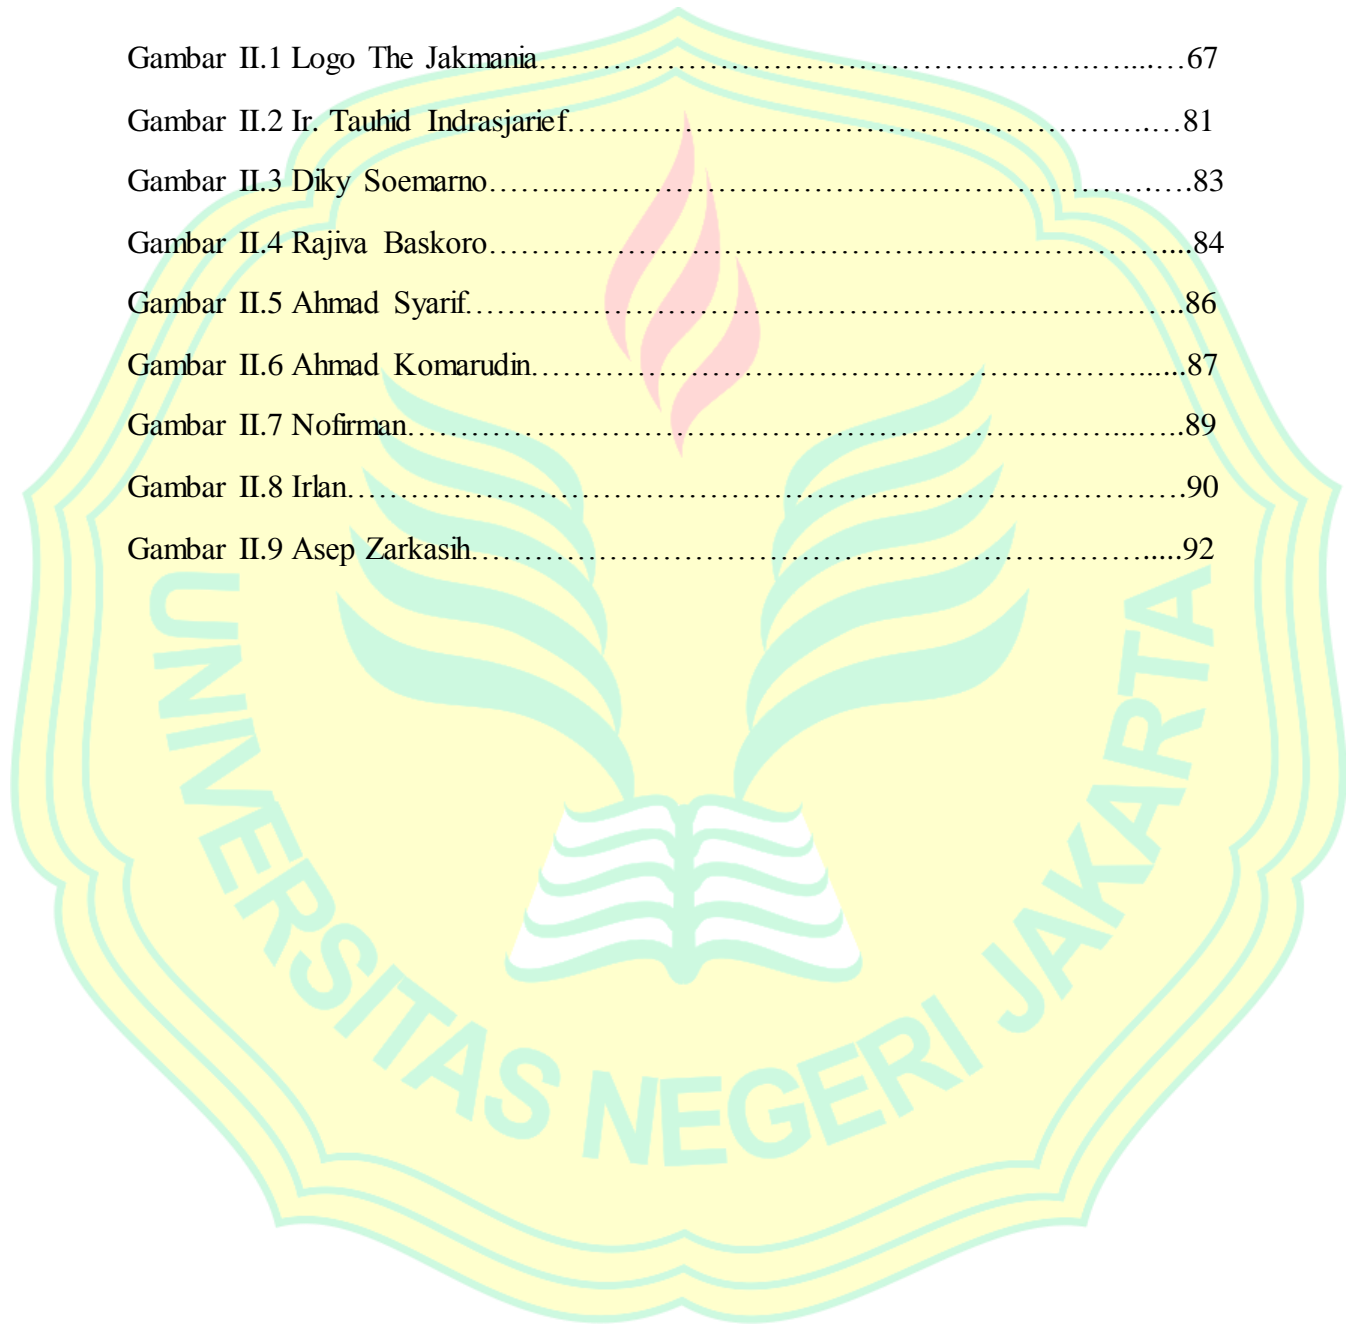 Gambar II.1 Logo The Jakmania……………………………………………….…....…67
Gambar II.2 Ir. Tauhid Indrasjarief……………………………………………….…81
Gambar II.3 Diky Soemarno……...……………………………………………….….83
Gambar II.4 Rajiva Baskoro…………………………………………………………....84
Gambar II.5 Ahmad Syarif…………………………………………………………..86
Gambar II.6 Ahmad Komarudin………………………………………………......87
Gambar II.7 Nofirman…………………………………………………………...…..89
Gambar II.8 Irlan…………………………………………………………………….90
Gambar II.9 Asep Zarkasih……………………………………………………….....92
UNIVERSITAS NEGERI JAKARTA